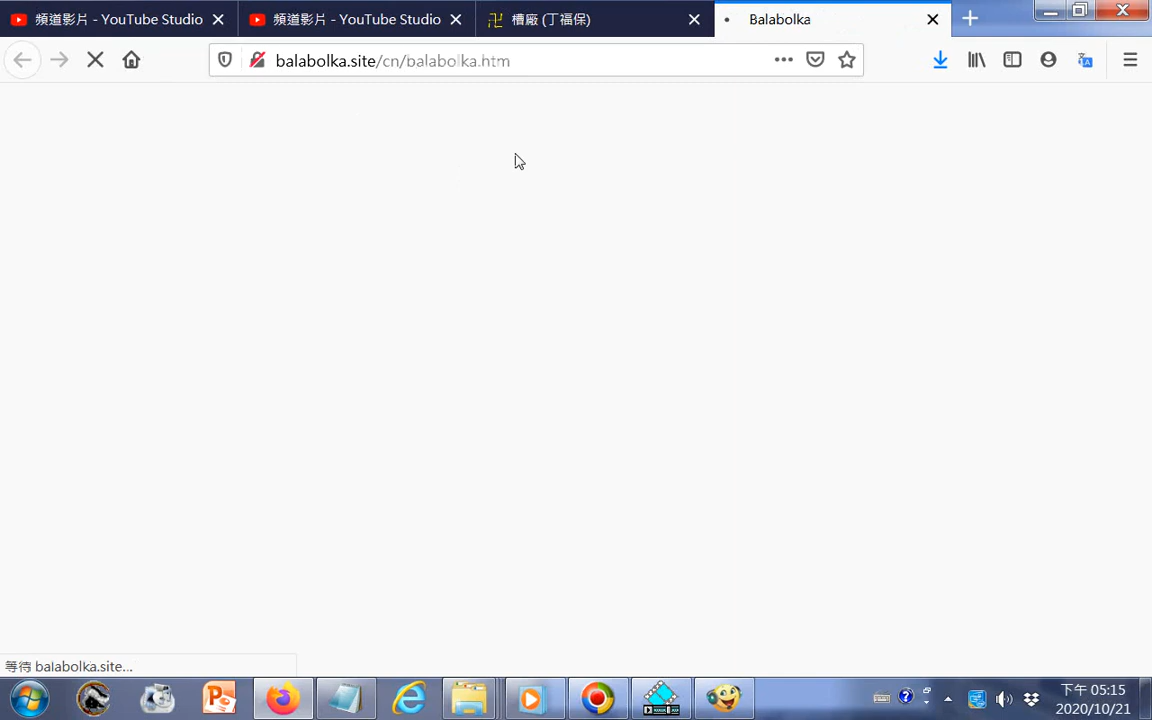 頻道影片 - YouTube Studio
頻道影片 - YouTube Studio
槽廠 (丁福保)
Balabolka
balabolka.site/cn/balabolka.htm
等待 balabolka.site...
下午 05:15
2020/10/21